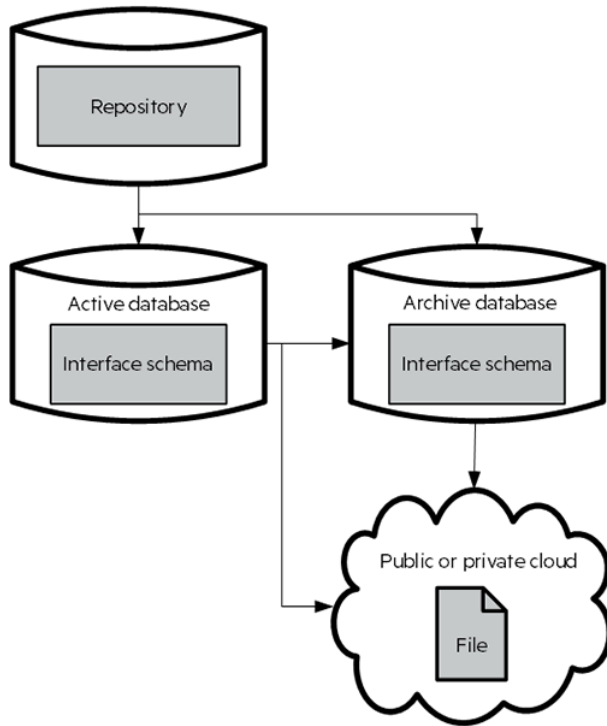 Repository
Active database
Interface schema
Archive database
Interface schema
Public or private cloud
File